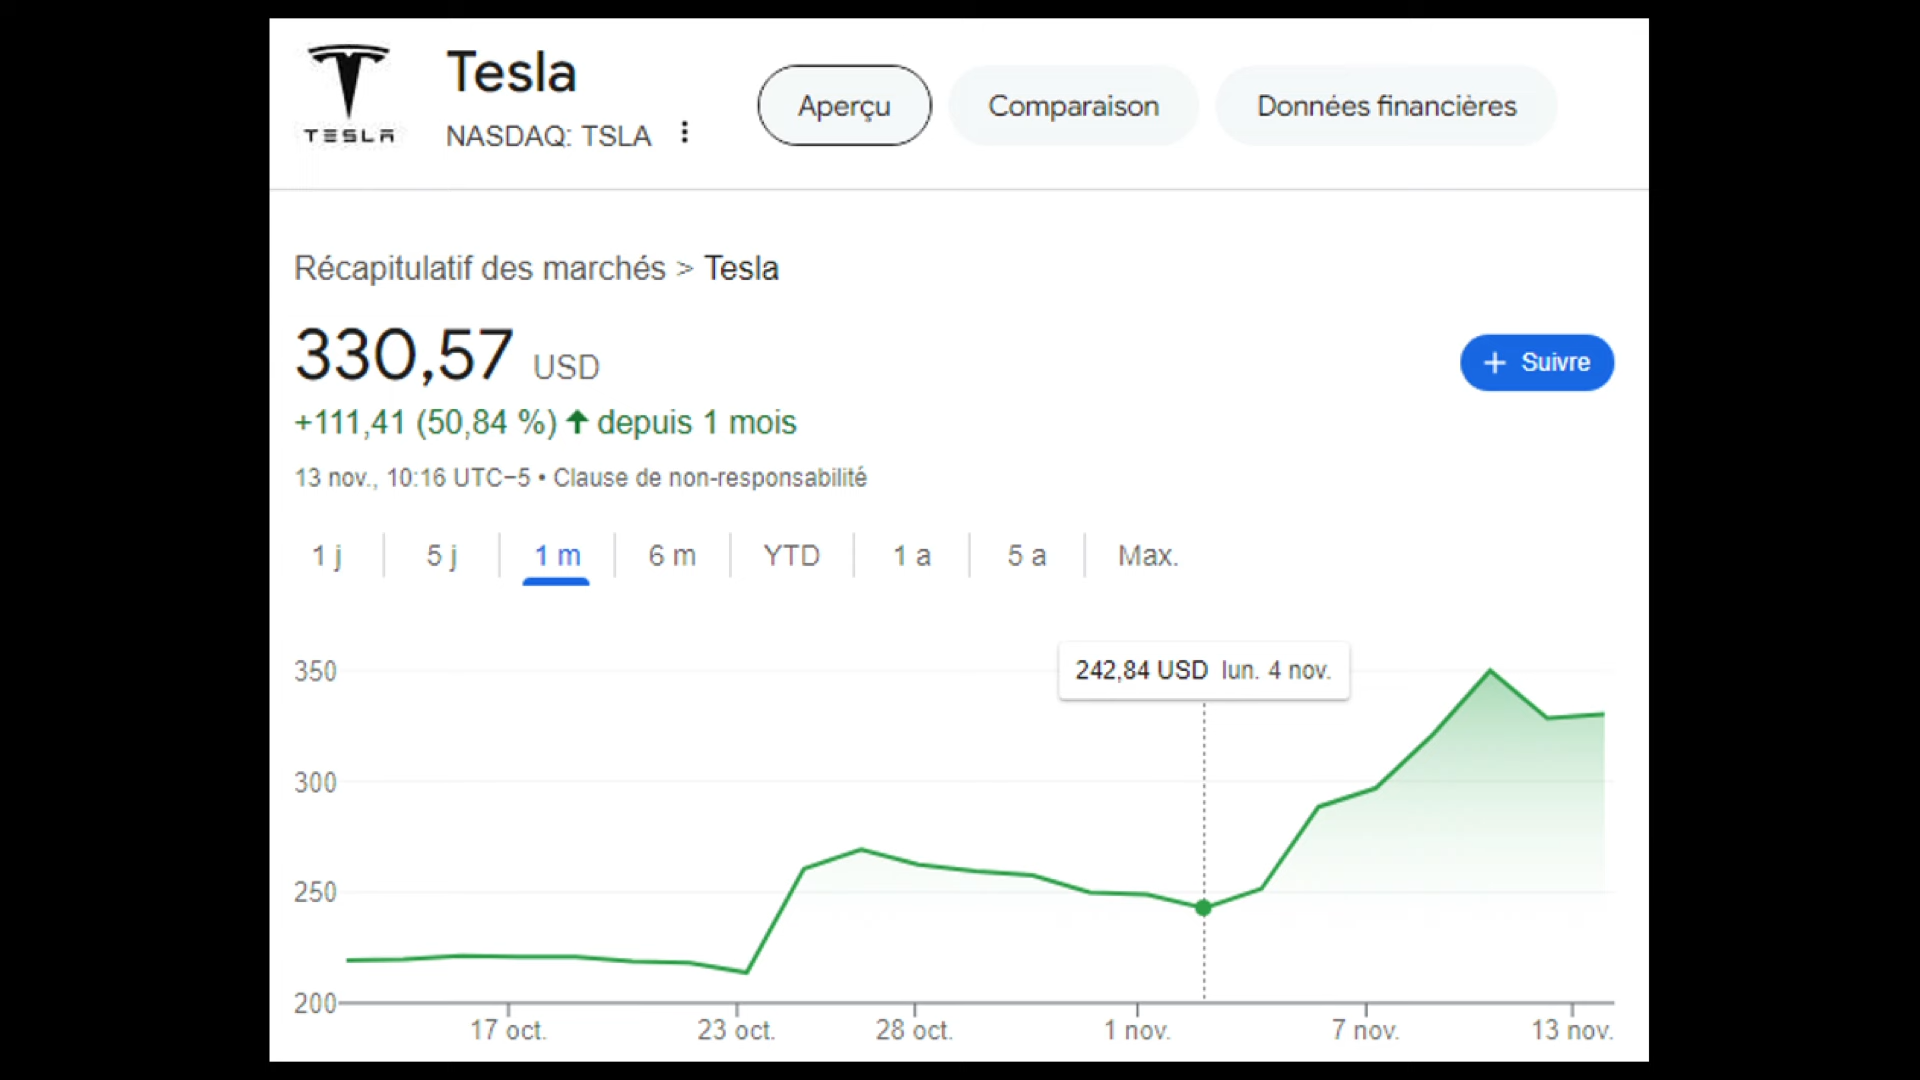 Tesla
TESLA
NASDAQ: TSLA
Aperçu
Comparaison
Données financières
Récapitulatif des marchés > Tesla
330,57 USD
+ Suivre
+111,41 (50,84 %) ↑ depuis 1 mois
13 nov., 10:16 UTC−5 • Clause de non-responsabilité
1 j
5 j
1 m
6 m
YTD
1 a
5 a
Max.
242,84 USD lun. 4 nov.
350
300
250
200
17 oct.
23 oct.
28 oct.
1 nov.
7 nov.
13 nov.